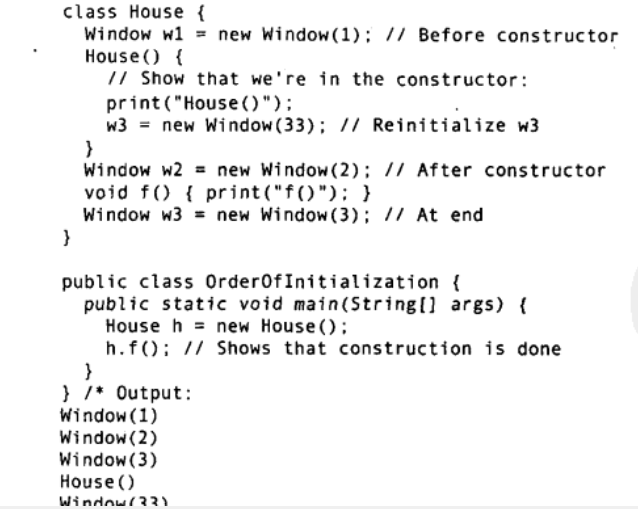 class House {
  Window w1 = new Window(1); // Before constructor
  House() {
    // Show that we're in the constructor:
    print("House()");
    w3 = new Window(33); // Reinitialize w3
  }
  Window w2 = new Window(2); // After constructor
  void f() { print("f()"); }
  Window w3 = new Window(3); // At end
}

public class OrderOfInitialization {
  public static void main(String[] args) {
    House h = new House();
    h.f(); // Shows that construction is done
  }
} /* Output:
Window(1)
Window(2)
Window(3)
House()
Window(33)